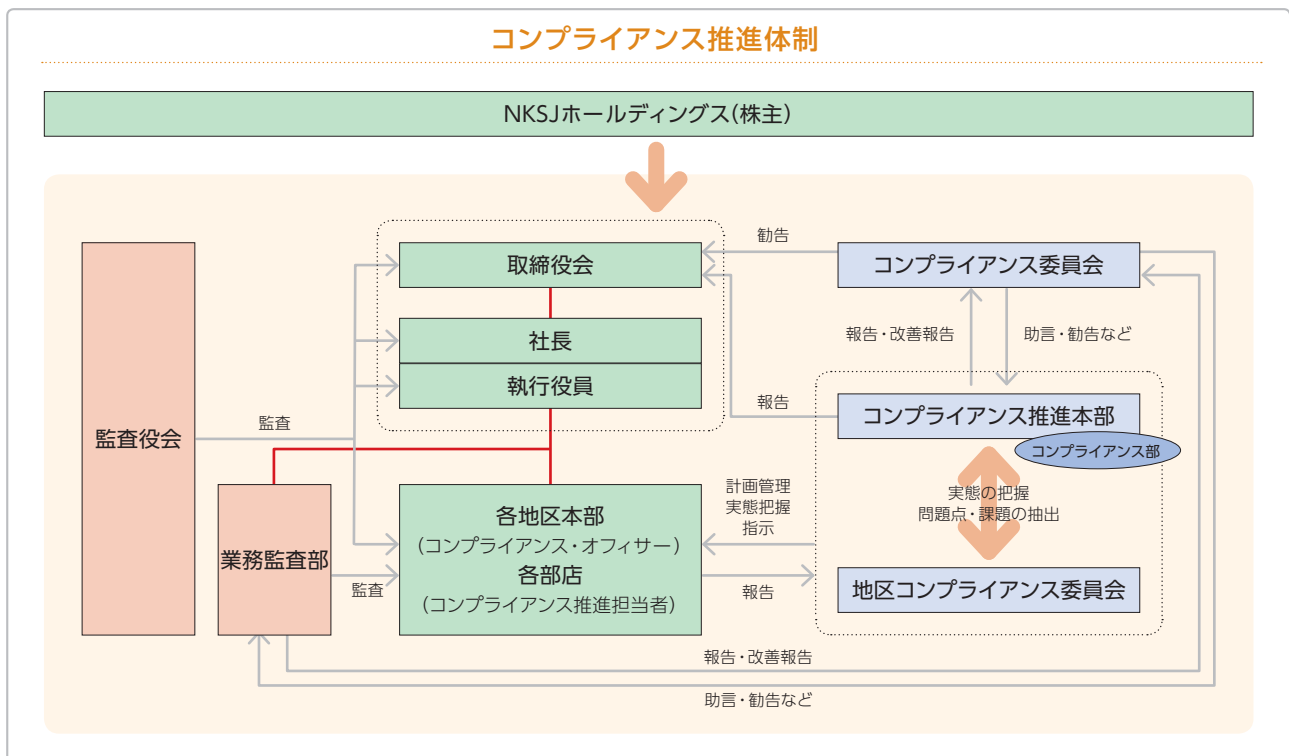 コンプライアンス推進体制
NKSJホールディングス(株主)
取締役会
勧告
コンプライアンス委員会
社長
執行役員
報告・改善報告
助言・勧告など
監査役会
監査
報告
コンプライアンス推進本部
コンプライアンス部
業務監査部
監査
各地区本部
(コンプライアンス・オフィサー)
各部店
(コンプライアンス推進担当者)
計画管理
実態把握
指示
報告
実態の把握
問題点・課題の抽出
地区コンプライアンス委員会
報告・改善報告
助言・勧告など